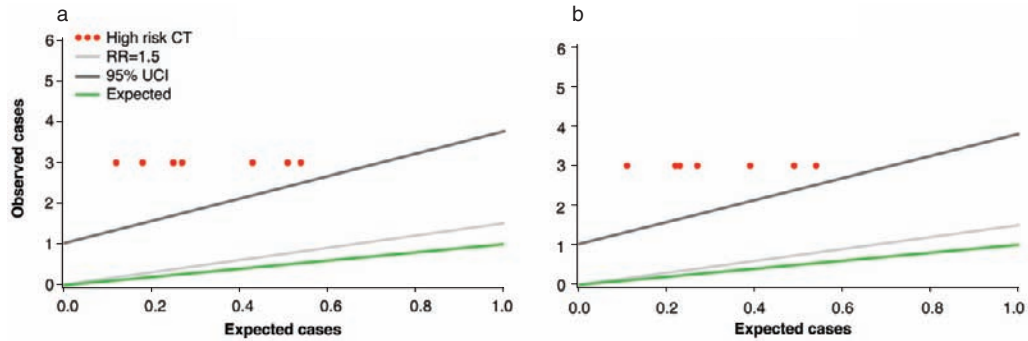 a
6
5
4
3
2
1
0
Observed cases
High risk CT
RR=1.5
95% UCI
Expected
0.0 0.2 0.4 0.6 0.8 1.0
Expected cases
b
6
5
4
3
2
1
0
0.0 0.2 0.4 0.6 0.8 1.0
Expected cases